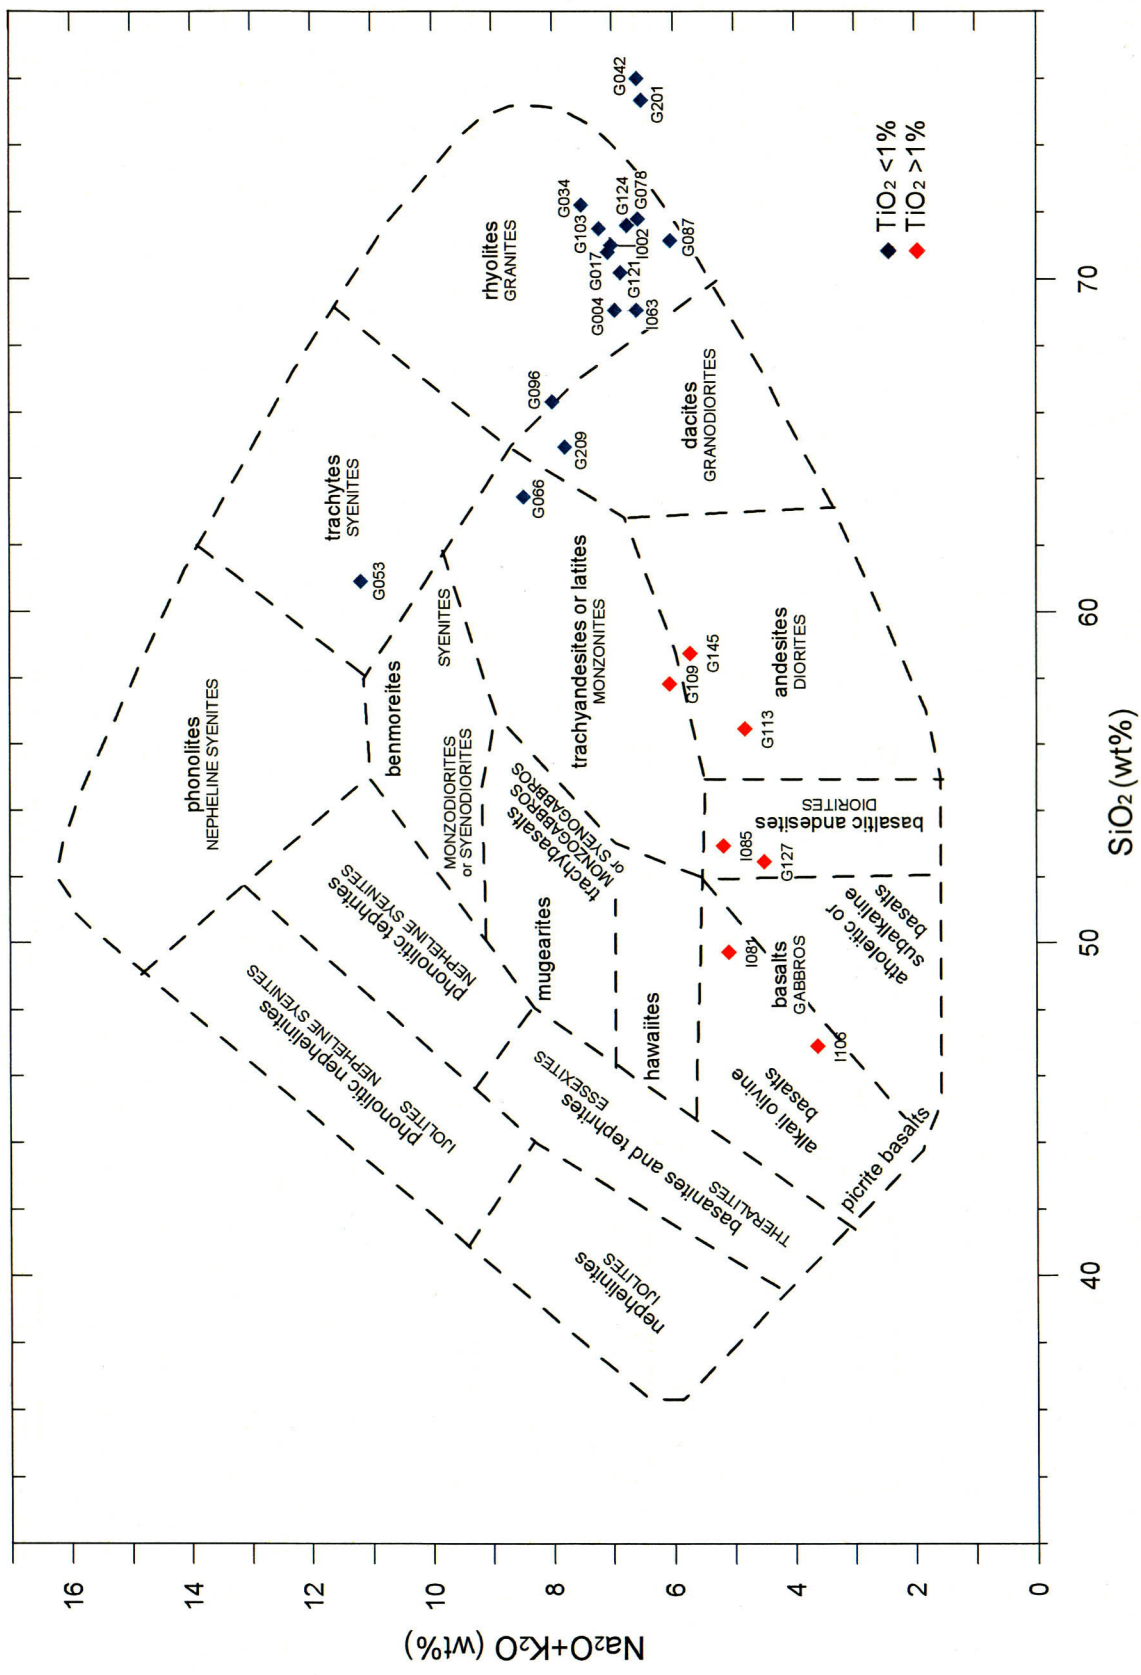 Na₂O+K₂O (wt%)
16
14
12
10
8
6
4
2
0
SiO₂ (wt%)
40
50
60
70
phonolites
NEPHELINE SYENITES
trachytes
SYENITES
rhyolites
GRANITES
benmoreites
SYENITES
MONZODIORITES
or SYENODIORITES
phonolitic tephrites
NEPHELINE SYENITES
phonolitic nephelinites
IJOLITES
NEPHELINE SYENITES
mugearites
trachybasalts
MONZOGABBROS
or SYENOGABBROS
trachyandesites or latites
MONZONITES
dacites
GRANODIORITES
andesites
DIORITES
basaltic andesites
DIORITES
hawaiites
basanites and tephrites
THERALITES
ESSEXITES
nephelinites
IJOLITES
basalts
GABBROS
alkali olivine
basalts
atholeitic or
subalkaline
basalts
picrite basalts
G053
G066
G209
G096
G034
G103
G017
G004
G121
I063
I002
G124
G078
G087
G042
G201
G109
G145
G113
I085
G127
I081
I106
TiO₂ <1%
TiO₂ >1%